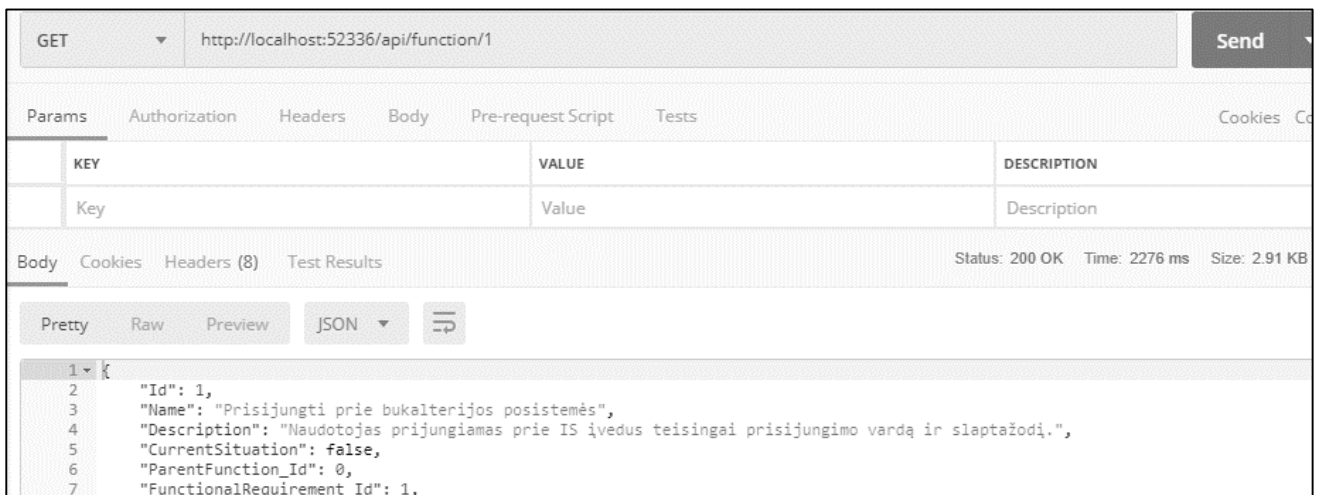 GET http://localhost:52336/api/function/1 Send
Params Authorization Headers Body Pre-request Script Tests Cookies Co
KEY VALUE DESCRIPTION
Key Value Description
Body Cookies Headers (8) Test Results Status: 200 OK Time: 2276 ms Size: 2.91 KB
Pretty Raw Preview JSON
1 {
2 "Id": 1,
3 "Name": "Prisijungti prie bukalterijos posistemės",
4 "Description": "Naudotojas prijungiamas prie IS įvedus teisingai prisijungimo vardą ir slaptažodį.",
5 "CurrentSituation": false,
6 "ParentFunction_Id": 0,
7 "FunctionalRequirement_Id": 1,